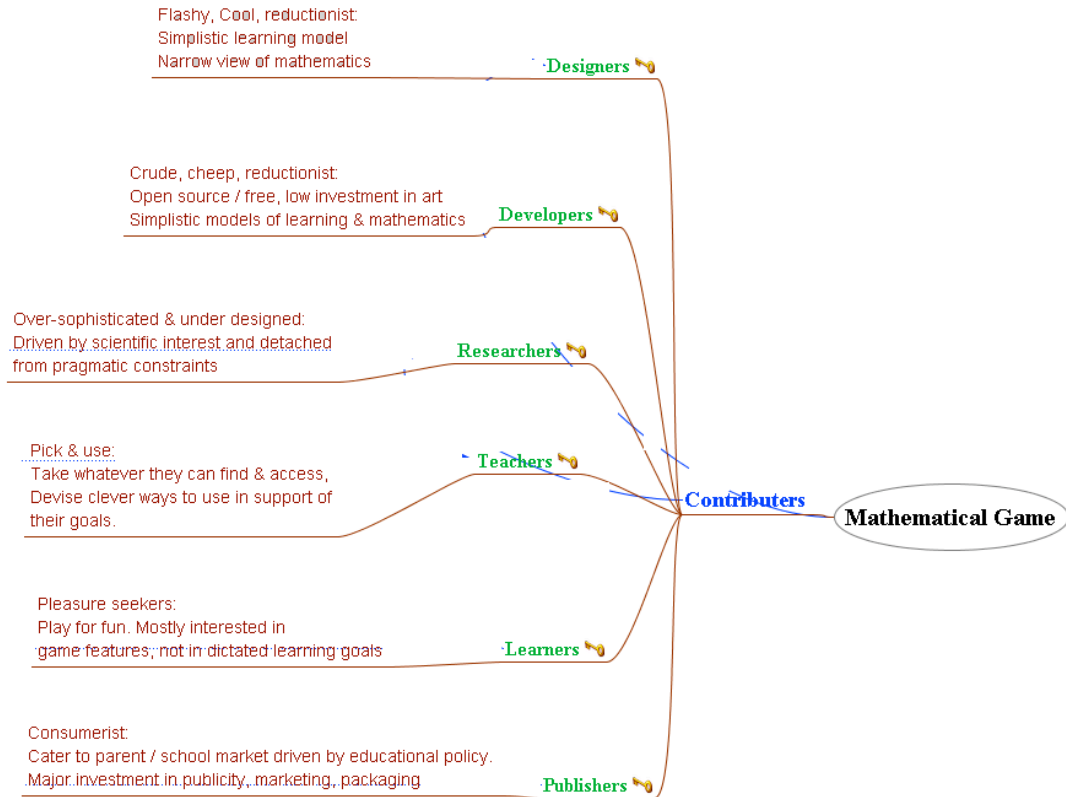 Flashy, Cool, reductionist:
Simplistic learning model
Narrow view of mathematics
Designers
Crude, cheep, reductionist:
Open source / free, low investment in art
Simplistic models of learning & mathematics
Developers
Over-sophisticated & under designed:
Driven by scientific interest and detached
from pragmatic constraints
Researchers
Pick & use:
Take whatever they can find & access,
Devise clever ways to use in support of
their goals.
Teachers
Contributers
Mathematical Game
Pleasure seekers:
Play for fun. Mostly interested in
game features, not in dictated learning goals
Learners
Consumerist:
Cater to parent / school market driven by educational policy.
Major investment in publicity, marketing, packaging
Publishers